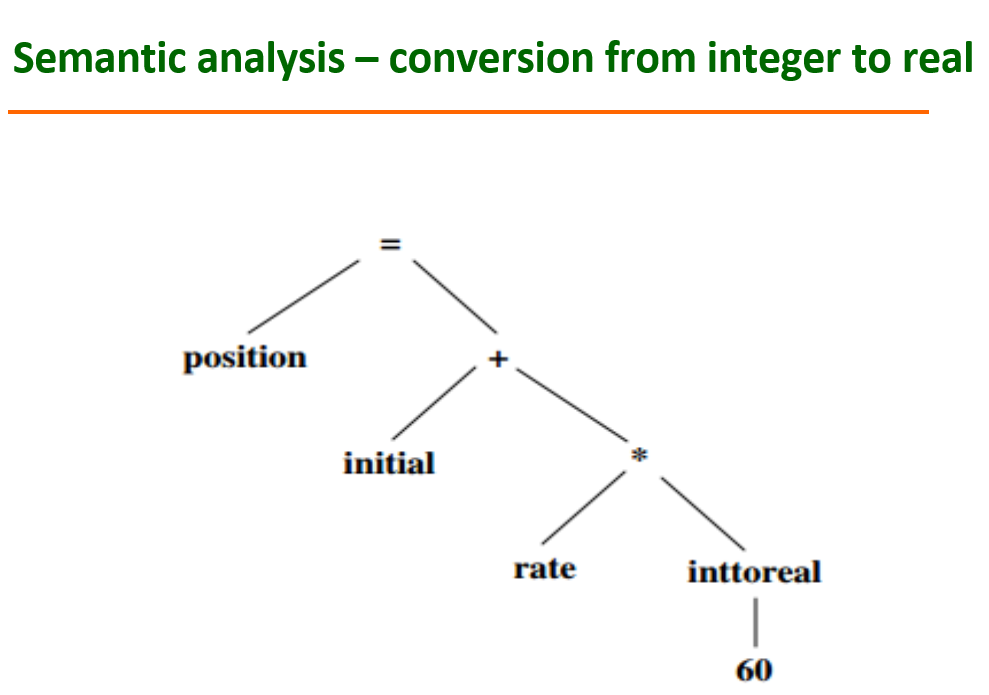 Semantic analysis – conversion from integer to real
=
position
+
initial
*
rate
inttoreal
60